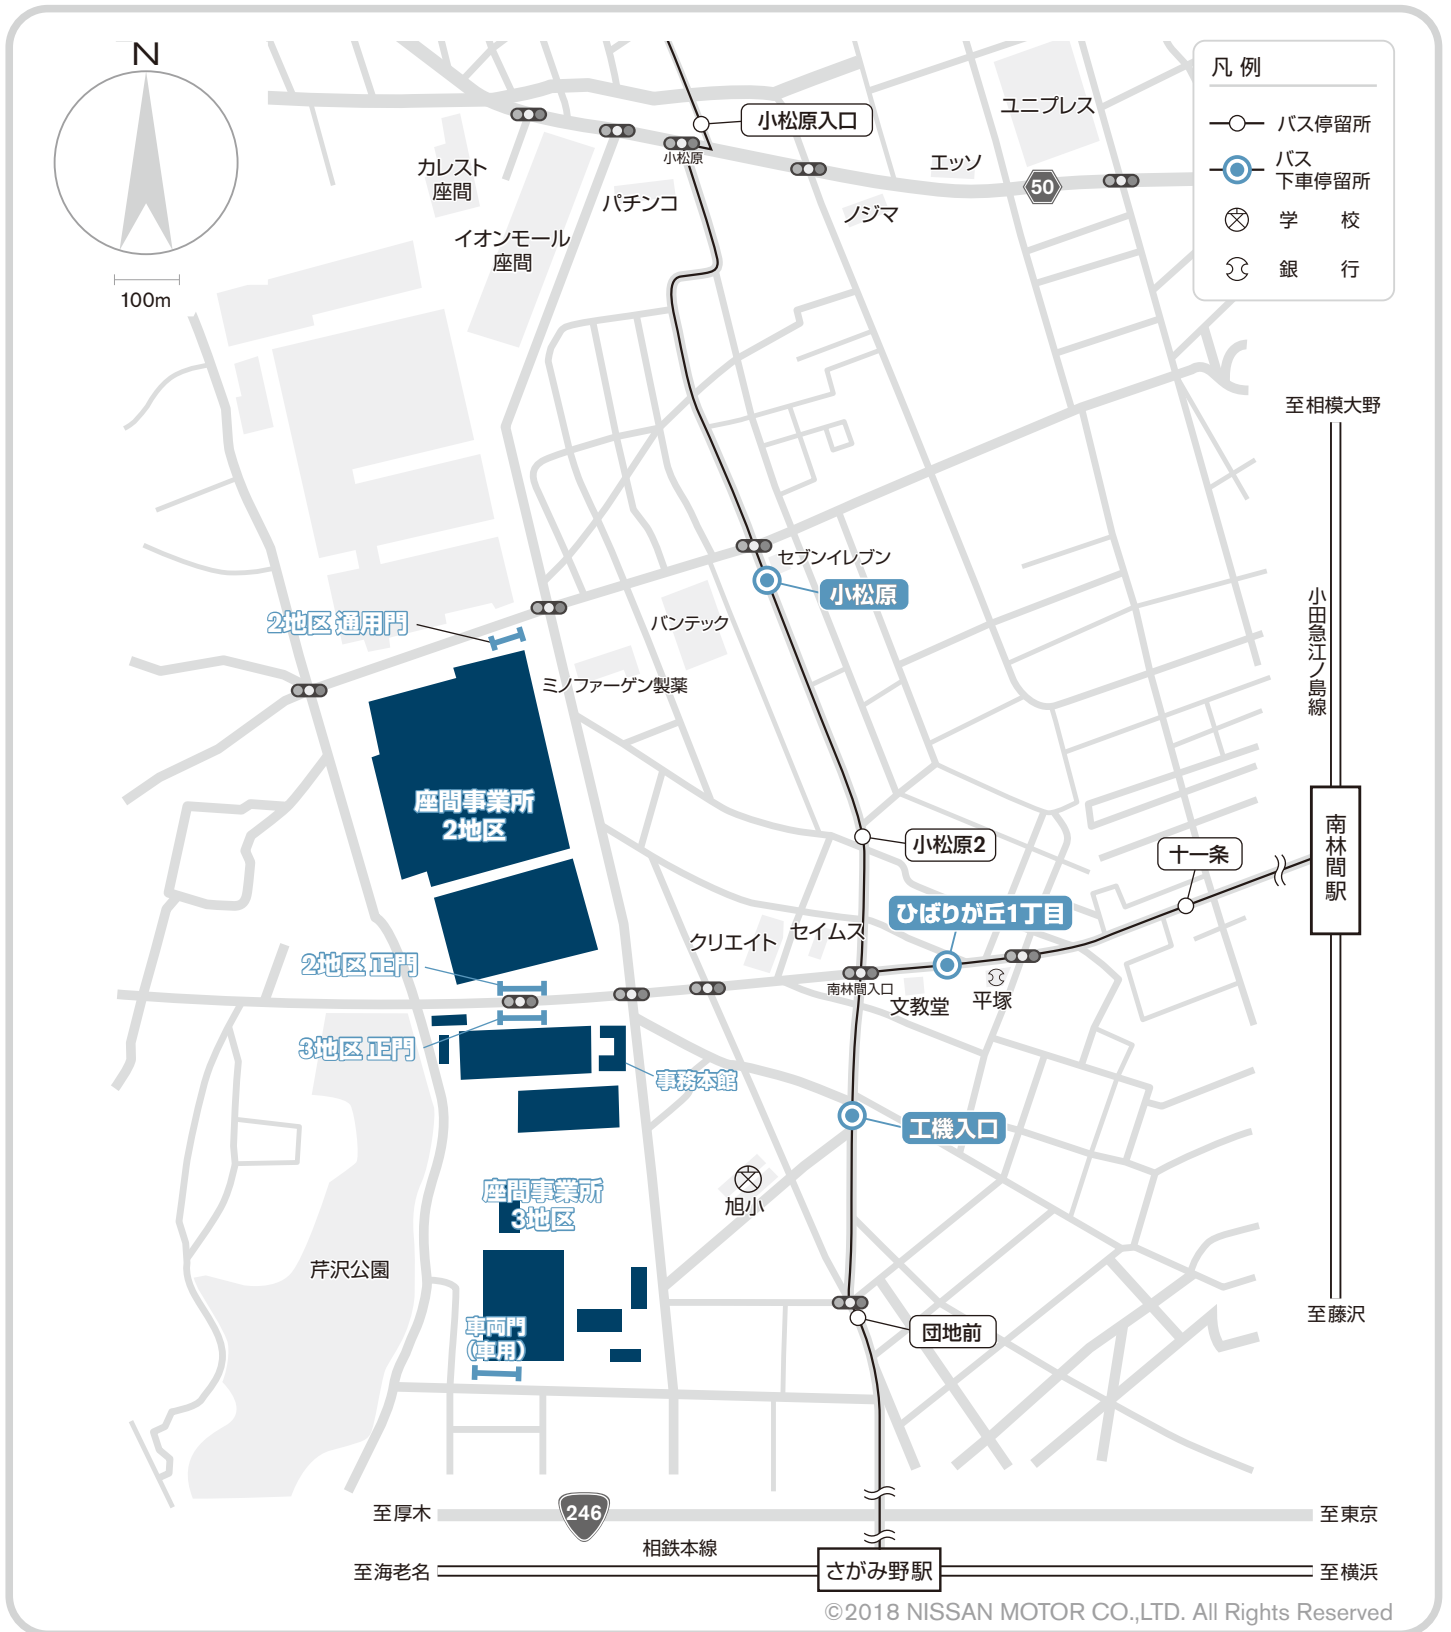 N
100m
凡 例
バス停留所
バス
下車停留所
学 校
銀 行
小松原入口
小松原
ユニプレス
エッソ
50
カレスト
座間
パチンコ
ノジマ
イオンモール
座間
至相模大野
小田急江ノ島線
セブンイレブン
小松原
2地区 通用門
バンテック
ミノファーゲン製薬
座間事業所
2地区
小松原2
十一条
南林間駅
ひばりが丘1丁目
クリエイト
セイムス
2地区 正門
南林間入口
文教堂
平塚
3地区 正門
事務本館
工機入口
座間事業所
3地区
旭小
芹沢公園
車両門
（車用）
団地前
至藤沢
至厚木
246
至東京
相鉄本線
至海老名
さがみ野駅
至横浜
©2018 NISSAN MOTOR CO.,LTD. All Rights Reserved